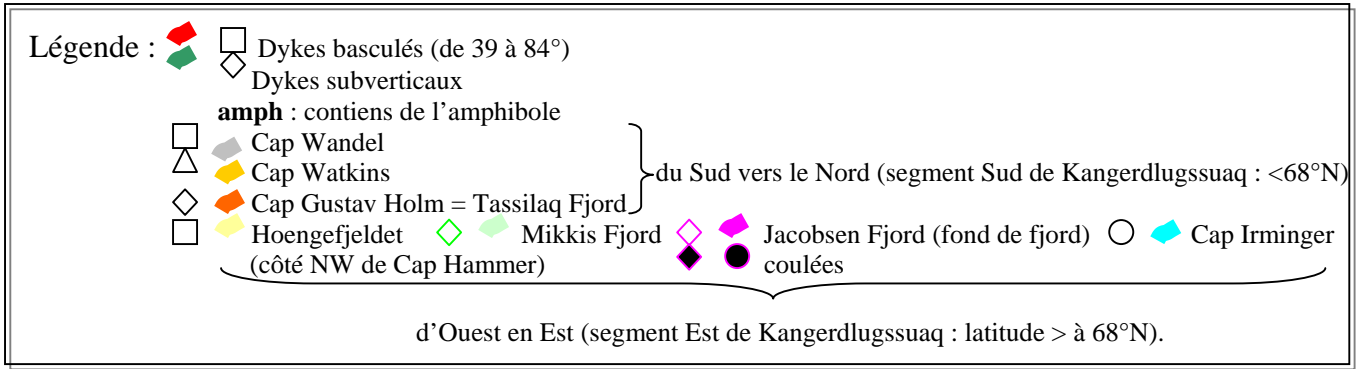 Légende :
Dykes basculés (de 39 à 84°)
Dykes subverticaux
amph : contiens de l'amphibole
Cap Wandel
Cap Watkins
du Sud vers le Nord (segment Sud de Kangerdlugssuaq : <68°N)
Cap Gustav Holm = Tassilaq Fjord
Hoengefjeldet Mikkis Fjord Jacobsen Fjord (fond de fjord) Cap Irminger
(côté NW de Cap Hammer) coulées
d'Ouest en Est (segment Est de Kangerdlugssuaq : latitude > à 68°N).